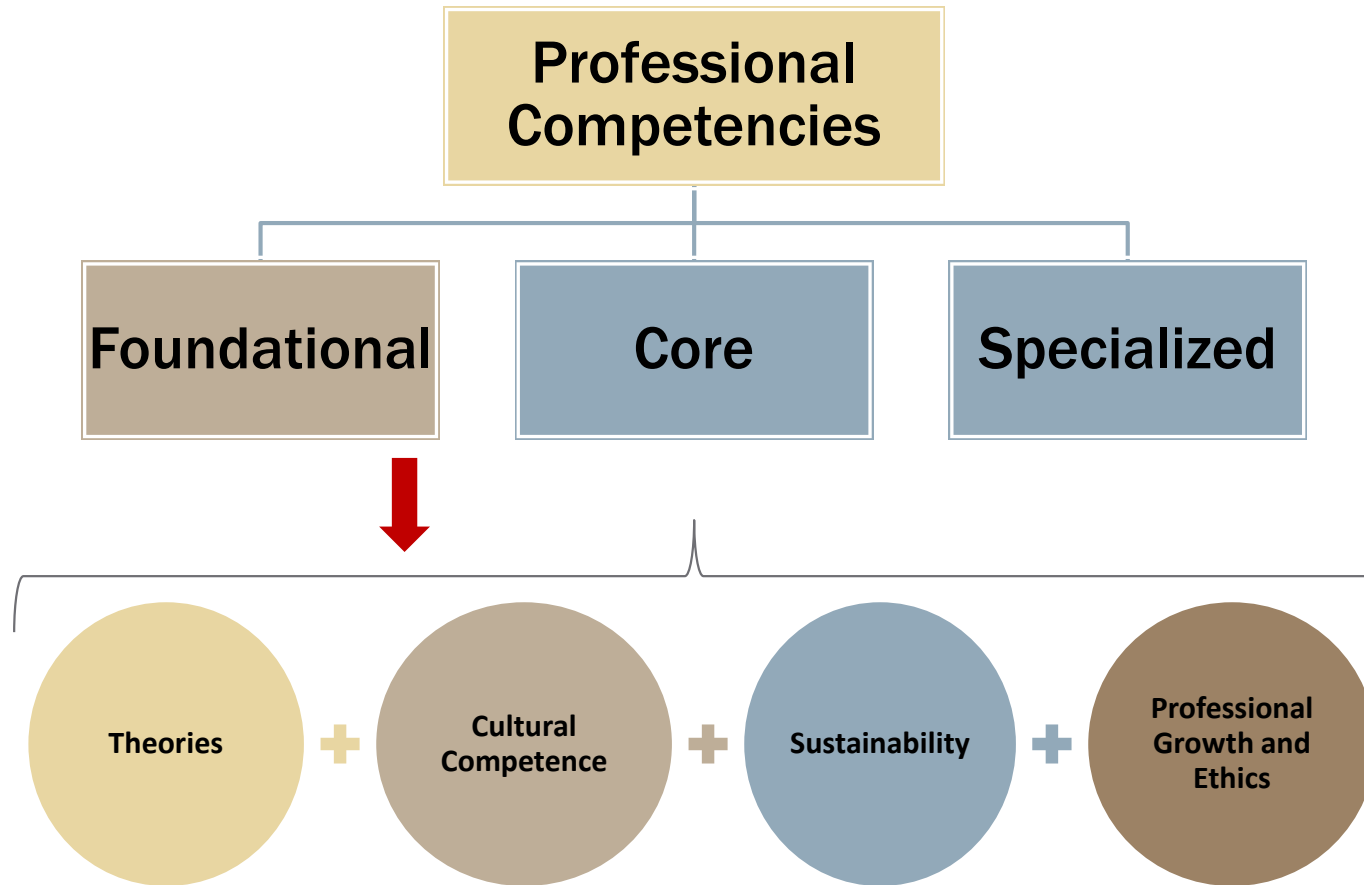 Professional
Competencies
Foundational
Core
Specialized
Theories
Cultural
Competence
Sustainability
Professional
Growth and
Ethics